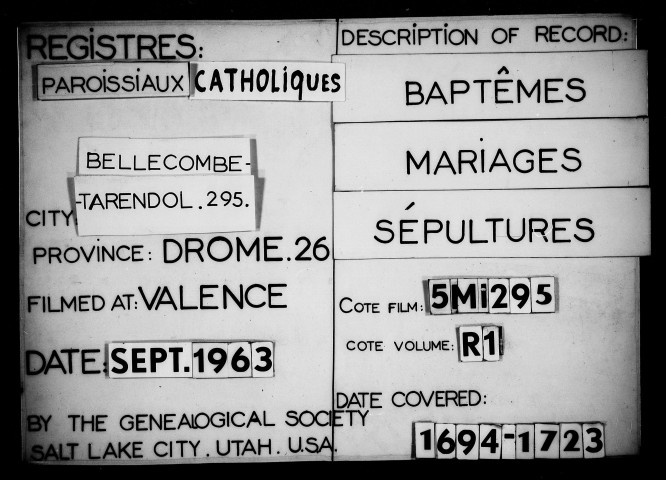 REGISTRES:
PAROISSIAUX CATHOLIQUES
BELLECOMBE-
-TARENDOL.295.
CITY
PROVINCE: DROME.26
FILMED AT: VALENCE
DATE: SEPT.1963
BY THE GENEALOGICAL SOCIETY
SALT LAKE CITY. UTAH. U.S.A.
DESCRIPTION OF RECORD:
BAPTÊMES
MARIAGES
SÉPULTURES
COTE FILM: 5Mi295
COTE VOLUME: R1
DATE COVERED:
1694-1723